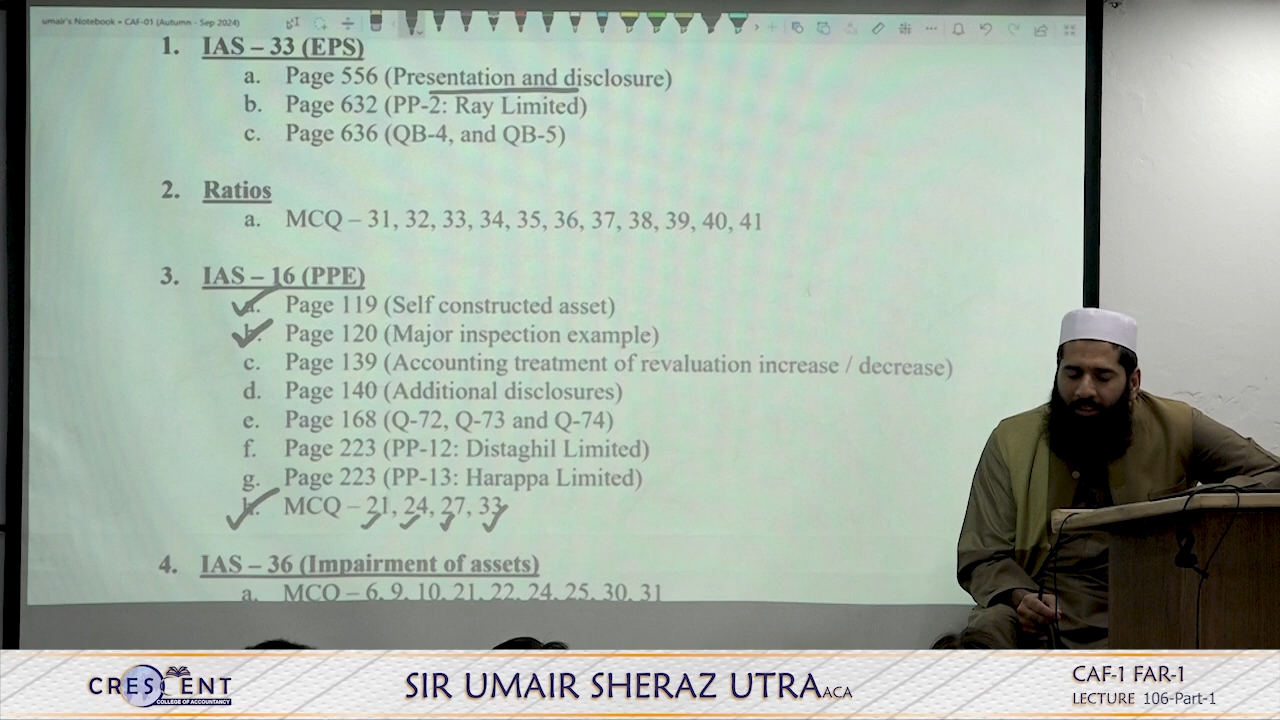 umair's Notebook » CAF-01 (Autumn - Sep 2024)
1. IAS – 33 (EPS)
a. Page 556 (Presentation and disclosure)
b. Page 632 (PP-2: Ray Limited)
c. Page 636 (QB-4, and QB-5)
2. Ratios
a. MCQ – 31, 32, 33, 34, 35, 36, 37, 38, 39, 40, 41
3. IAS – 16 (PPE)
a. Page 119 (Self constructed asset)
b. Page 120 (Major inspection example)
c. Page 139 (Accounting treatment of revaluation increase / decrease)
d. Page 140 (Additional disclosures)
e. Page 168 (Q-72, Q-73 and Q-74)
f. Page 223 (PP-12: Distaghil Limited)
g. Page 223 (PP-13: Harappa Limited)
h. MCQ – 21, 24, 27, 33
4. IAS – 36 (Impairment of assets)
a. MCQ – 6, 9, 10, 21, 22, 24, 25, 30, 31
CRESCENT
COLLEGE OF ACCOUNTANCY
SIR UMAIR SHERAZ UTRA ACA
CAF-1 FAR-1
LECTURE 106-Part-1